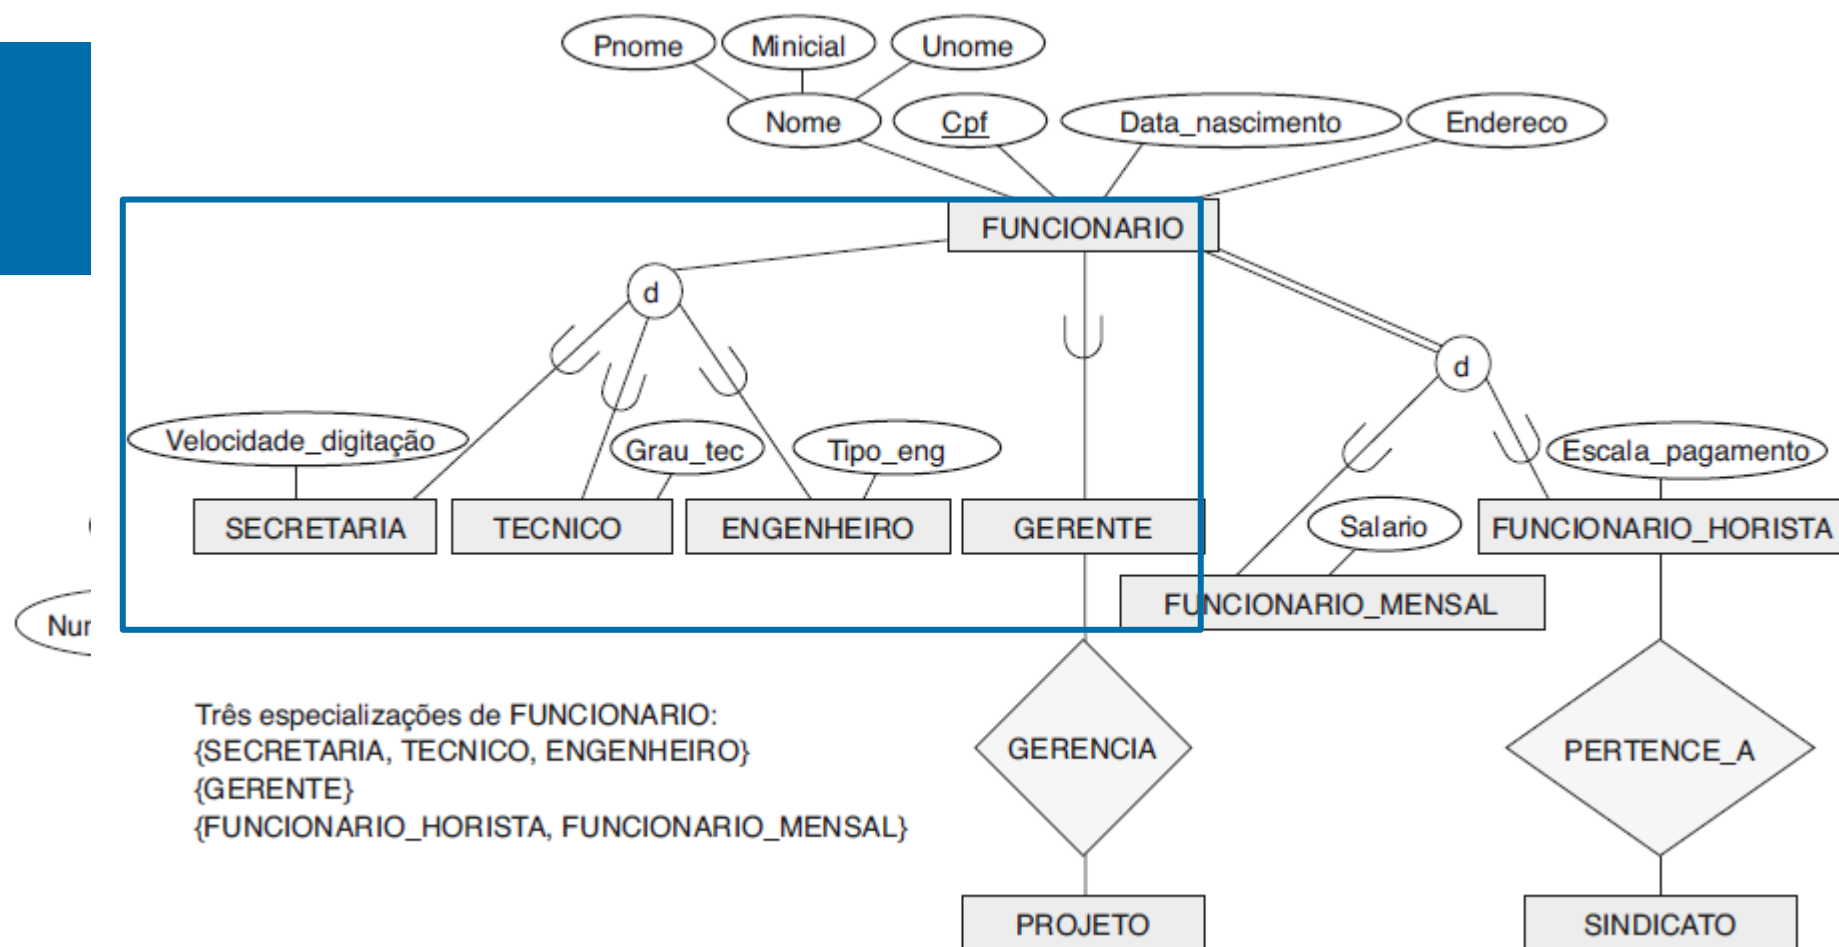 Pnome Minicial Unome
Nome Cpf Data_nascimento Endereco
FUNCIONARIO
d
d
Velocidade_digitação Grau_tec Tipo_eng Escala_pagamento
SECRETARIA TECNICO ENGENHEIRO GERENTE Salario FUNCIONARIO_HORISTA
FUNCIONARIO_MENSAL
Nur
Três especializações de FUNCIONARIO:
{SECRETARIA, TECNICO, ENGENHEIRO}
{GERENTE}
{FUNCIONARIO_HORISTA, FUNCIONARIO_MENSAL}
GERENCIA PERTENCE_A
PROJETO SINDICATO